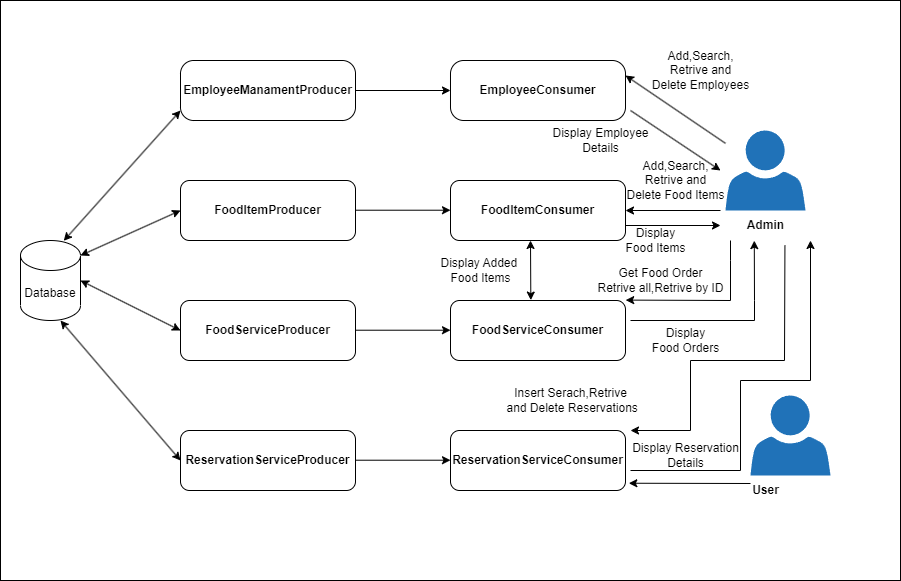 EmployeeManamentProducer
EmployeeConsumer
Add,Search,
Retrive and
Delete Employees
Display Employee
Details
Add,Search,
Retrive and
Delete Food Items
FoodItemProducer
FoodItemConsumer
Admin
Display
Food Items
Database
Display Added
Food Items
Get Food Order
Retrive all,Retrive by ID
FoodServiceProducer
FoodServiceConsumer
Display
Food Orders
Insert Serach,Retrive
and Delete Reservations
ReservationServiceProducer
ReservationServiceConsumer
Display Reservation
Details
User